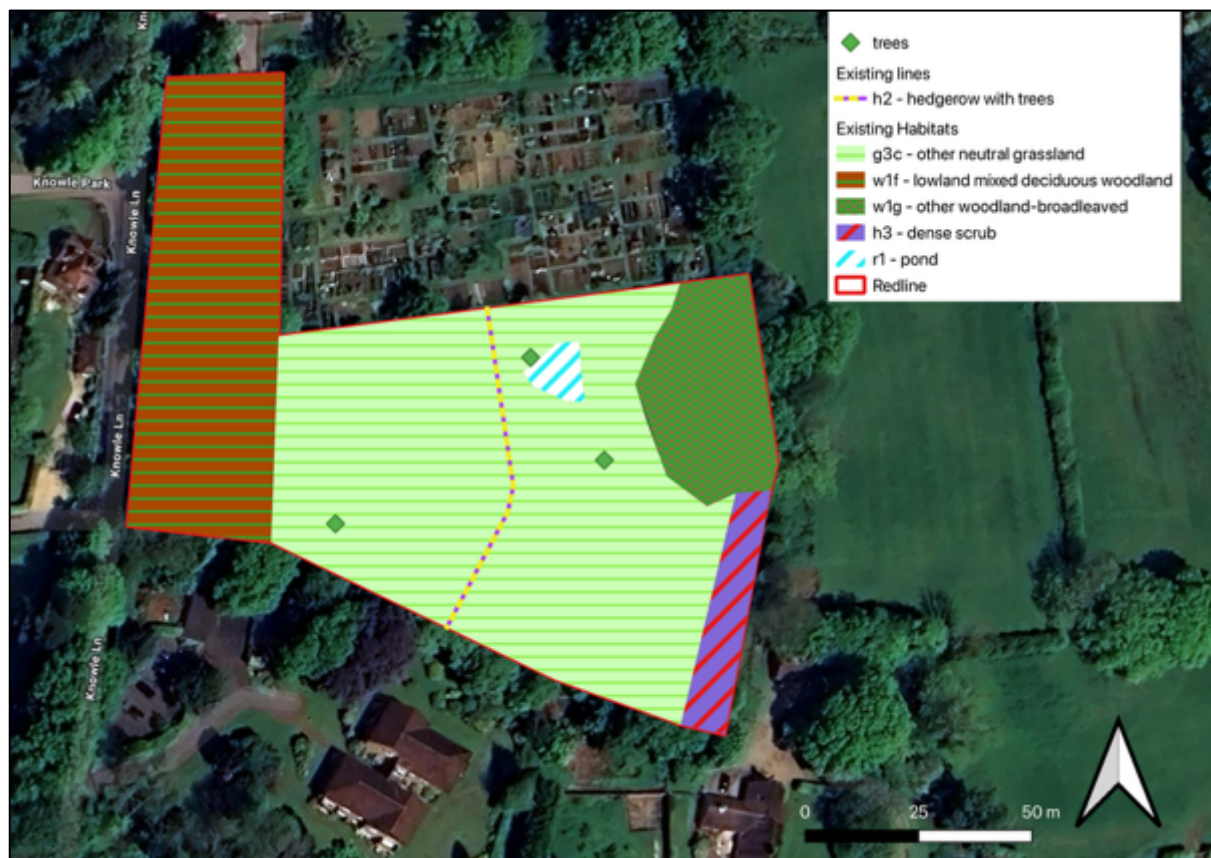 Kn
trees
Existing lines
h2 - hedgerow with trees
Existing Habitats
g3c - other neutral grassland
w1f - lowland mixed deciduous woodland
w1g - other woodland-broadleaved
h3 - dense scrub
r1 - pond
Redline
Knowle Park
Knowle Ln
Knowle Ln
Knowle Ln
0 25 50 m